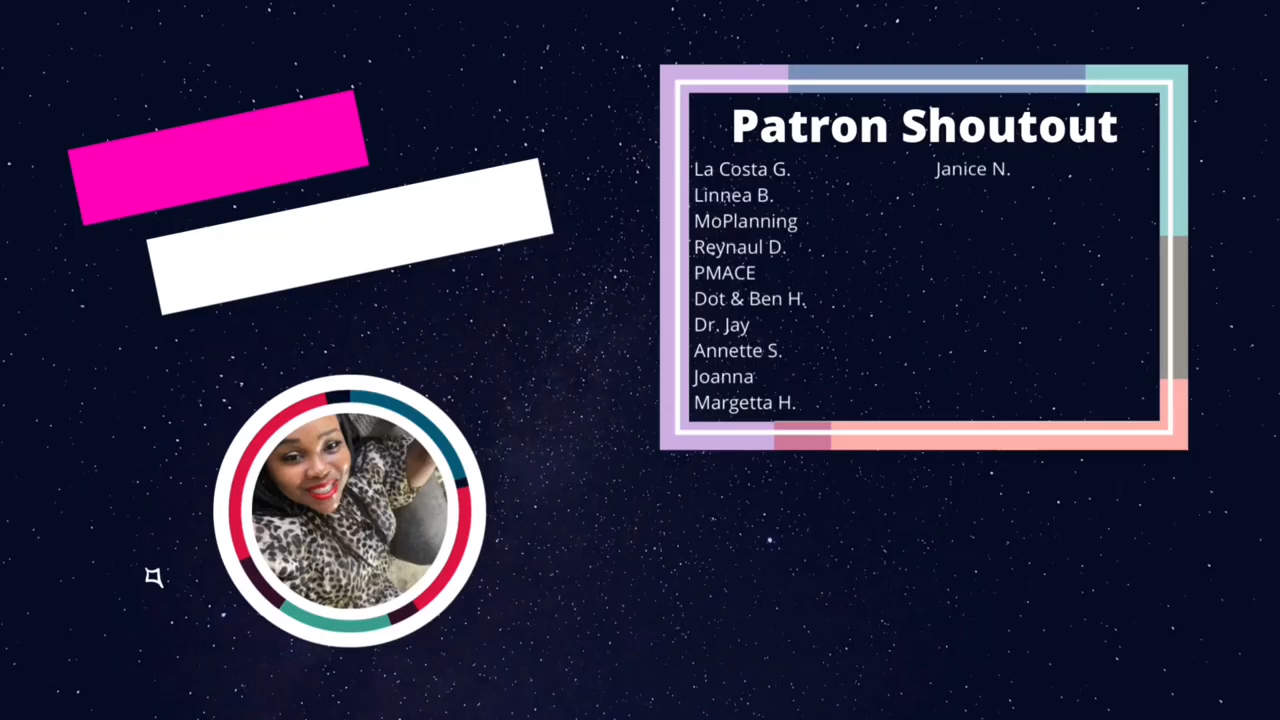 Patron Shoutout
La Costa G.
Linnea B.
MoPlanning
Reynaul D.
PMACE
Dot & Ben H.
Dr. Jay
Annette S.
Joanna
Margetta H.
Janice N.